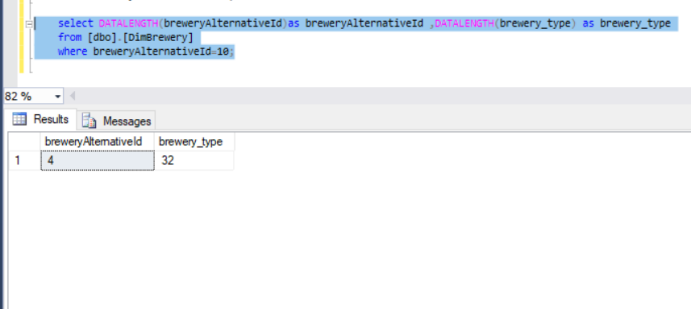 select DATALENGTH(breweryAlternativeId)as breweryAlternativeId ,DATALENGTH(brewery_type) as brewery_type
from [dbo].[DimBrewery]
where breweryAlternativeId=10;
82 %
Results Messages
breweryAlternativeId brewery_type
1 4 32